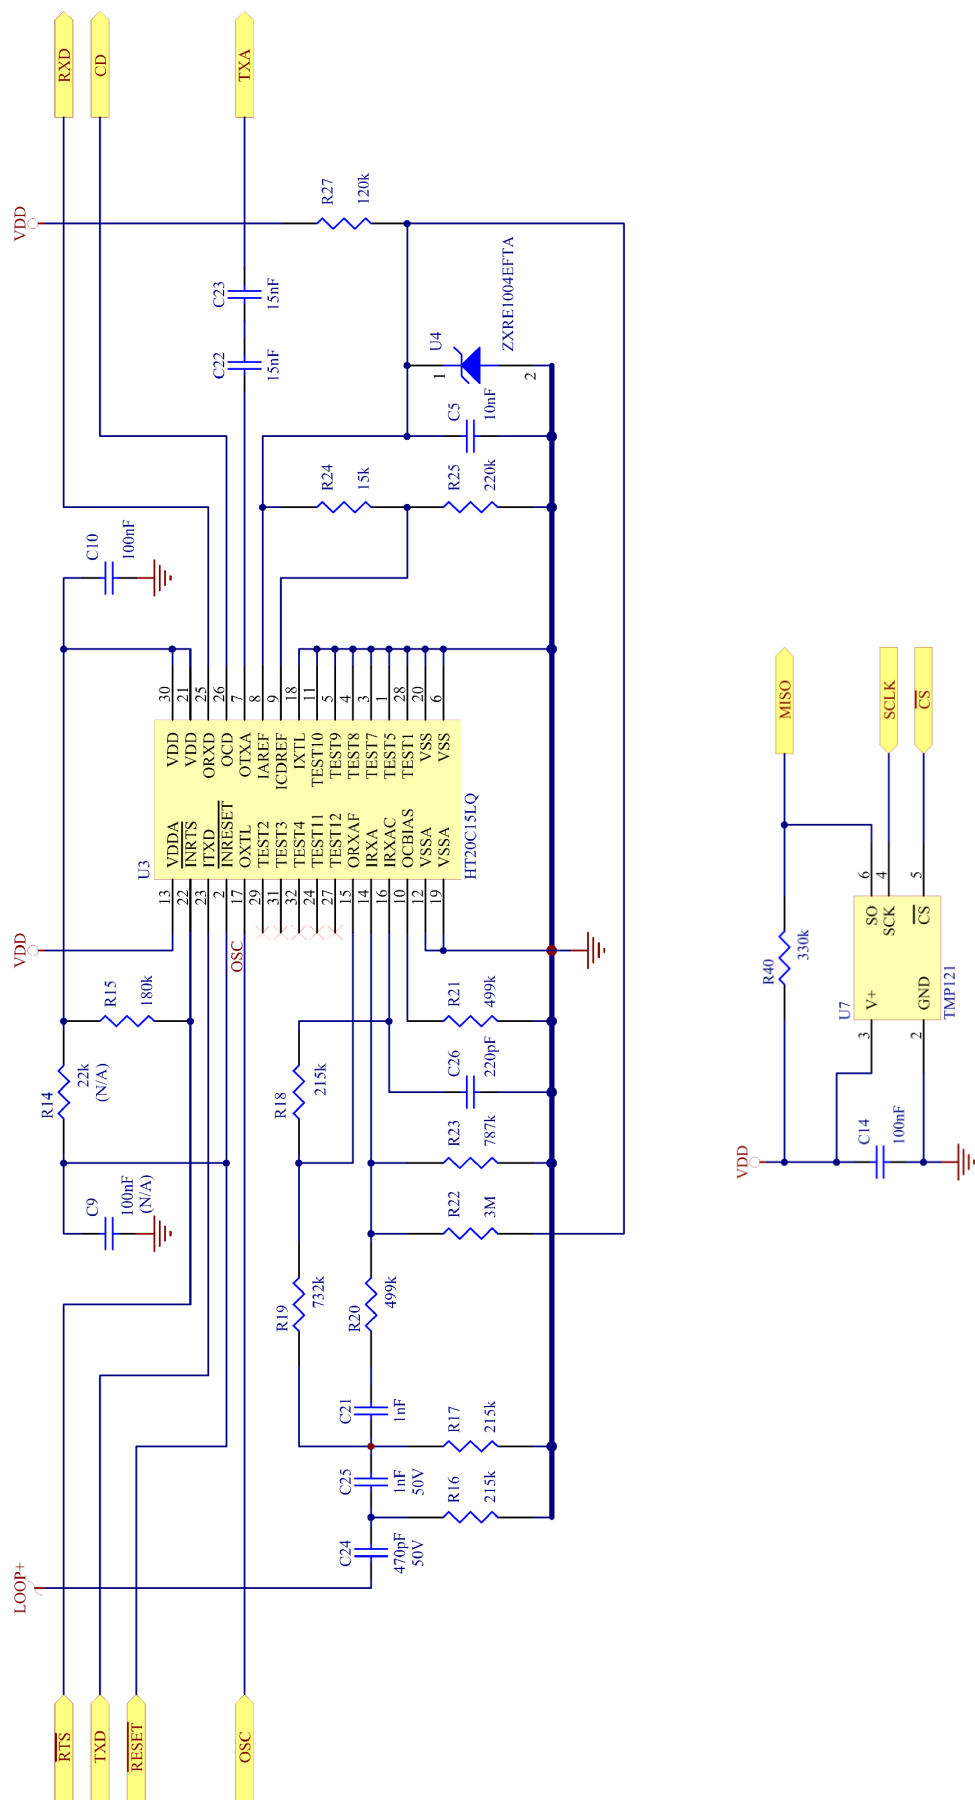 RXD
CD
TXA
VDD
R27
120k
C23
15nF
C22
15nF
U4
ZXRE1004EFTA
1
2
C5
10nF
R24
15k
R25
220k
C10
100nF
30
21
25
26
7
8
9
18
11
5
4
3
1
28
20
6
VDD
VDD
ORXD
OCD
OTXA
IAREF
ICDREF
IXTL
TEST10
TEST9
TEST8
TEST7
TEST5
TEST1
VSS
VSS
U3
HT20C15LQ
VDDA
INRTS
ITXD
INRESET
OXTL
TEST2
TEST3
TEST4
TEST11
TEST12
ORXAF
IRXA
IRXAC
OCBIAS
VSSA
VSSA
13
22
23
2
17
29
31
32
24
27
15
14
16
10
12
19
VDD
OSC
R15
180k
R14
22k
(N/A)
C9
100nF
(N/A)
R18
215k
R21
499k
C26
220pF
R23
787k
R22
3M
R19
732k
R20
499k
C21
1nF
R17
215k
C25
1nF
50V
R16
215k
C24
470pF
50V
LOOP+
RTS
TXD
RESET
OSC
MISO
SCLK
CS
6
4
5
SO
SCK
CS
V+
GND
U7
TMP121
3
2
R40
330k
C14
100nF
VDD